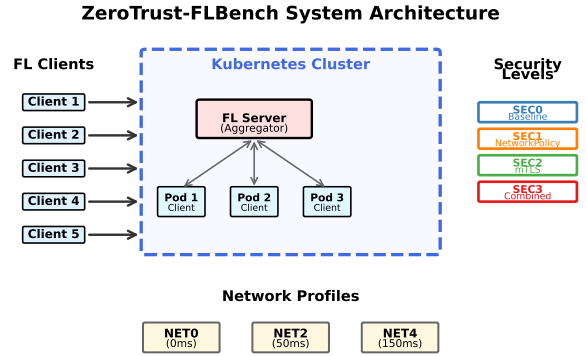 ZeroTrust-FLBench System Architecture
FL Clients
Client 1
Client 2
Client 3
Client 4
Client 5
Kubernetes Cluster
FL Server
(Aggregator)
Pod 1
Client
Pod 2
Client
Pod 3
Client
Security
Levels
SEC0
Baseline
SEC1
NetworkPolicy
SEC2
mTLS
SEC3
Combined
Network Profiles
NET0
(0ms)
NET2
(50ms)
NET4
(150ms)